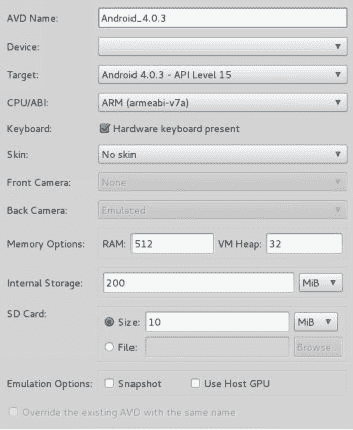 AVD Name: Android_4.0.3
Device:
Target: Android 4.0.3 - API Level 15
CPU/ABI: ARM (armeabi-v7a)
Keyboard: Hardware keyboard present
Skin: No skin
Front Camera: None
Back Camera: Emulated
Memory Options: RAM: 512 VM Heap: 32
Internal Storage: 200 MiB
SD Card:
Size: 10 MiB
File: Browse...
Emulation Options: Snapshot Use Host GPU
Override the existing AVD with the same name